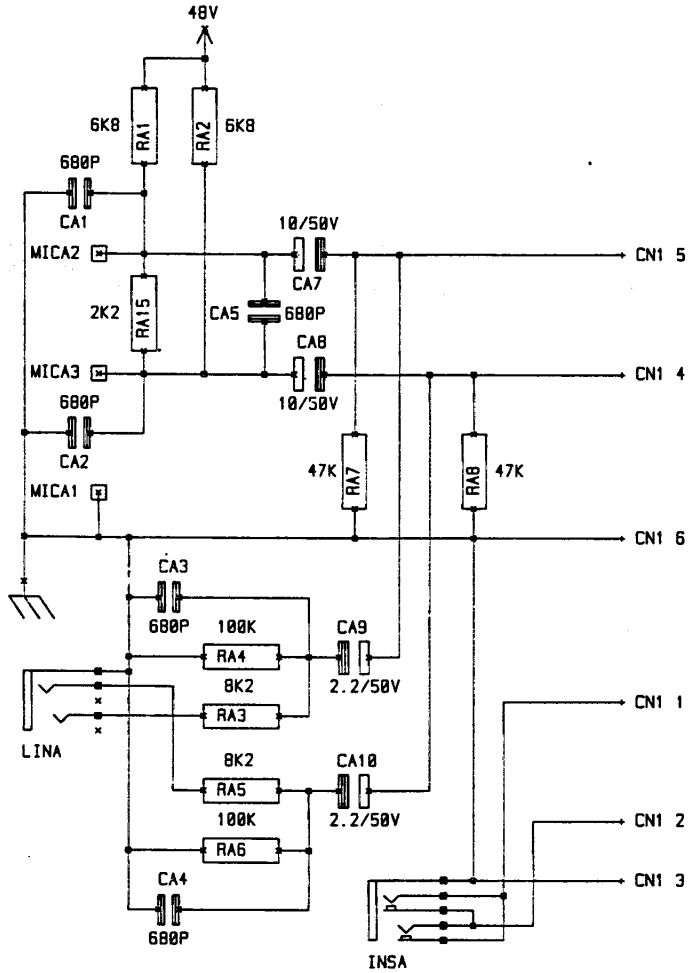 48V
6K8
RA1
RA2
6K8
680P
CA1
10/50V
MICA2
CN1 5
CA7
2K2
RA15
CA5
680P
CA8
MICA3
CN1 4
680P
10/50V
CA2
47K
RA7
RA8
47K
MICA1
CN1 6
CA3
680P
100K
CA9
RA4
8K2
2.2/50V
RA3
CN1 1
LINA
8K2
CA10
RA5
100K
2.2/50V
CN1 2
RA6
CA4
CN1 3
680P
INSA